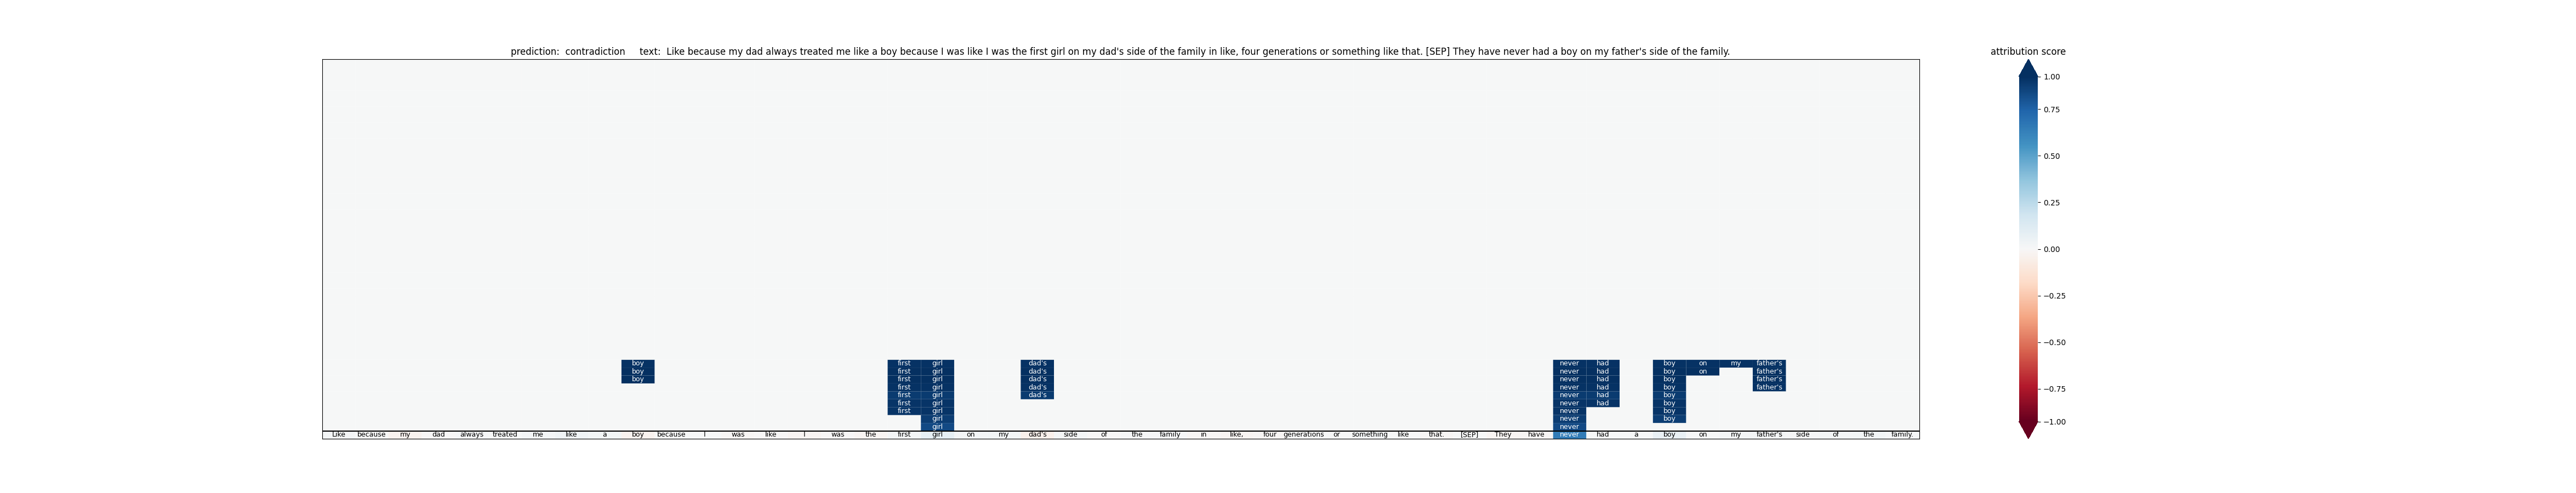 prediction:  contradiction     text:  Like because my dad always treated me like a boy because I was like I was the first girl on my dad's side of the family in like, four generations or something like that. [SEP] They have never had a boy on my father's side of the family.
attribution score
1.00
0.75
0.50
0.25
0.00
−0.25
−0.50
−0.75
−1.00
boy first girl dad's never had boy on my father's
boy first girl dad's never had boy on father's
boy first girl dad's never had boy father's
first girl dad's never had boy father's
first girl dad's never had boy
first girl never had boy
first girl never boy
girl never boy
girl never
Like because my dad always treated me like a boy because I was like I was the first girl on my dad's side of the family in like, four generations or something like that. [SEP] They have never had a boy on my father's side of the family.